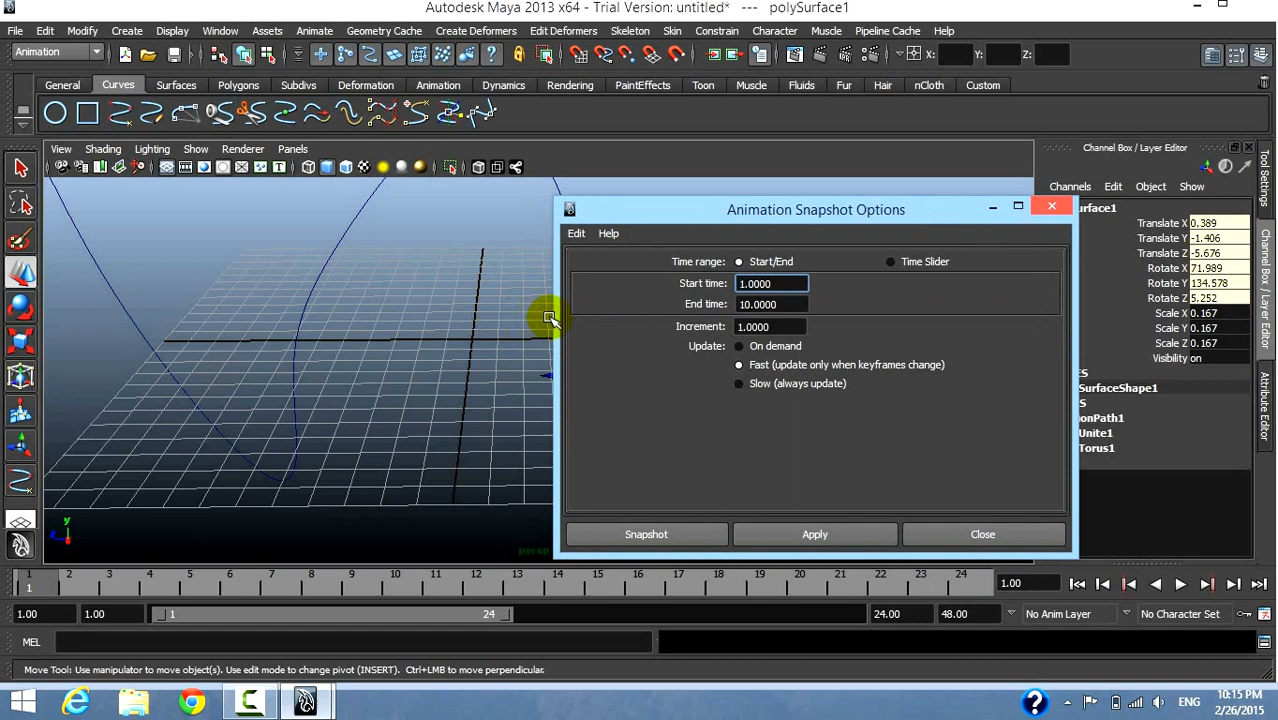 Autodesk Maya 2013 x64 - Trial Version: untitled*   ---   polySurface1
File Edit Modify Create Display Window Assets Animate Geometry Cache Create Deformers Edit Deformers Skeleton Skin Constrain Character Muscle Pipeline Cache Help
Animation X: Y: Z:
General Curves Surfaces Polygons Subdivs Deformation Animation Dynamics Rendering PaintEffects Toon Muscle Fluids Fur Hair nCloth Custom
View Shading Lighting Show Renderer Panels
Channel Box / Layer Editor
Channels Edit Object Show
Animation Snapshot Options
Edit Help
Time range: Start/End Time Slider
Start time: 1.0000
End time: 10.0000
Increment: 1.0000
Update: On demand
Fast (update only when keyframes change)
Slow (always update)
Snapshot Apply Close
urface1
Translate X 0.389
Translate Y -1.406
Translate Z -5.676
Rotate X 71.989
Rotate Y 134.578
Rotate Z 5.252
Scale X 0.167
Scale Y 0.167
Scale Z 0.167
Visibility on
ES
SurfaceShape1
S
ionPath1
Unite1
Torus1
Tool Settings
Channel Box / Layer Editor
Attribute Editor
y
persp
1 2 3 4 5 6 7 8 9 10 11 12 13 14 15 16 17 18 19 20 21 22 23 24
1 1.00
1.00 1.00 1 24 24.00 48.00 No Anim Layer No Character Set
MEL
Move Tool: Use manipulator to move object(s). Use edit mode to change pivot (INSERT). Ctrl+LMB to move perpendicular.
ENG
10:15 PM
2/26/2015